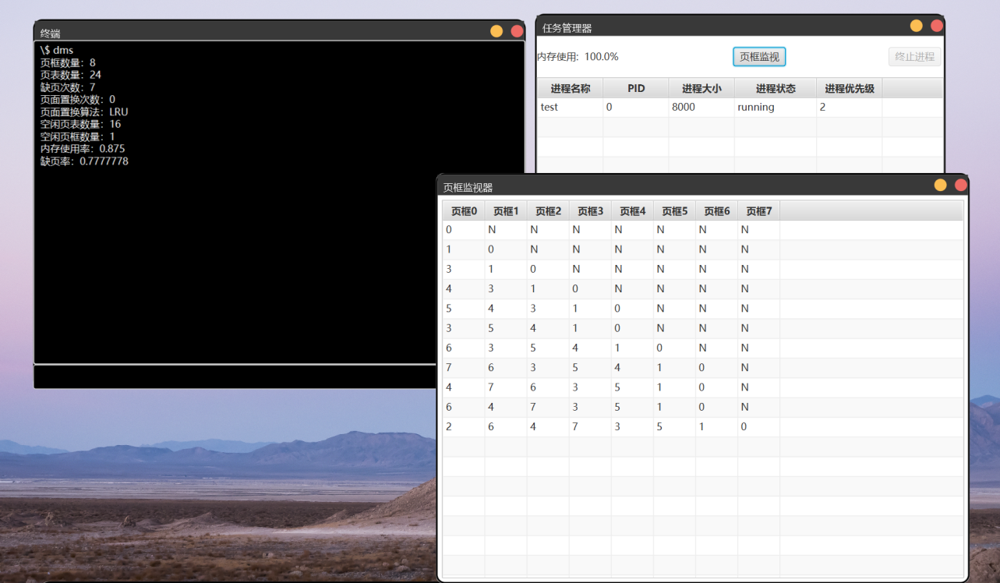 终端
\$ dms
页框数量：8
页表数量：24
缺页次数：7
页面置换次数：0
页面置换算法：LRU
空闲页表数量：16
空闲页框数量：1
内存使用率：0.875
缺页率：0.7777778
任务管理器
内存使用: 100.0% 页框监视 终止进程
进程名称 PID 进程大小 进程状态 进程优先级
test 0 8000 running 2
页框监视器
页框0 页框1 页框2 页框3 页框4 页框5 页框6 页框7
0 N N N N N N N
1 0 N N N N N N
3 1 0 N N N N N
4 3 1 0 N N N N
5 4 3 1 0 N N N
3 5 4 1 0 N N N
6 3 5 4 1 0 N N
7 6 3 5 4 1 0 N
4 7 6 3 5 1 0 N
6 4 7 3 5 1 0 N
2 6 4 7 3 5 1 0